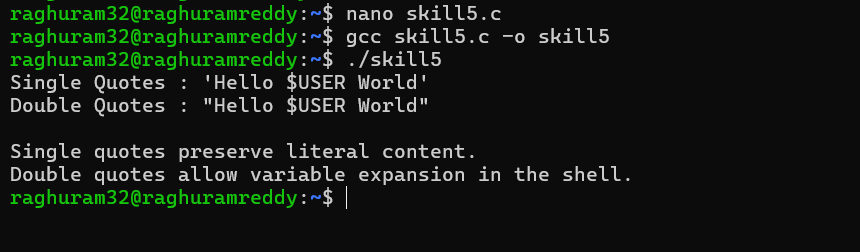 raghuram32@raghuramreddy:~$ nano skill5.c
raghuram32@raghuramreddy:~$ gcc skill5.c -o skill5
raghuram32@raghuramreddy:~$ ./skill5
Single Quotes : 'Hello $USER World'
Double Quotes : "Hello $USER World"

Single quotes preserve literal content.
Double quotes allow variable expansion in the shell.
raghuram32@raghuramreddy:~$